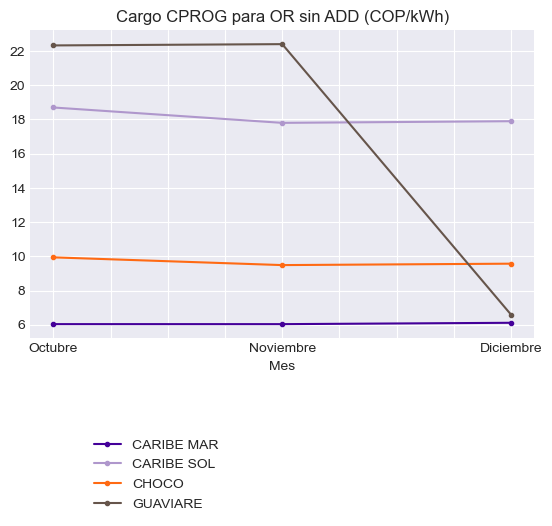 Cargo CPROG para OR sin ADD (COP/kWh)
22
20
18
16
14
12
10
8
6
Octubre Noviembre Diciembre
Mes
CARIBE MAR
CARIBE SOL
CHOCO
GUAVIARE